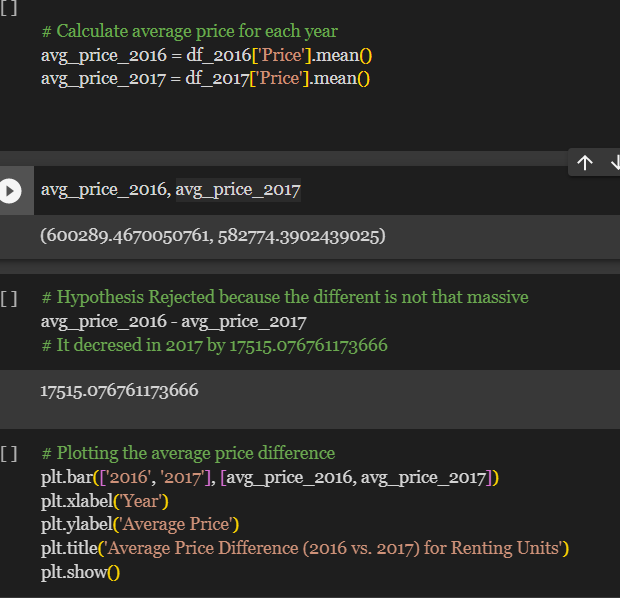 [ ]
# Calculate average price for each year
avg_price_2016 = df_2016['Price'].mean()
avg_price_2017 = df_2017['Price'].mean()
avg_price_2016, avg_price_2017
(600289.4670050761, 582774.3902439025)
[ ] # Hypothesis Rejected because the different is not that massive
avg_price_2016 - avg_price_2017
# It decresed in 2017 by 17515.076761173666
17515.076761173666
[ ] # Plotting the average price difference
plt.bar(['2016', '2017'], [avg_price_2016, avg_price_2017])
plt.xlabel('Year')
plt.ylabel('Average Price')
plt.title('Average Price Difference (2016 vs. 2017) for Renting Units')
plt.show()